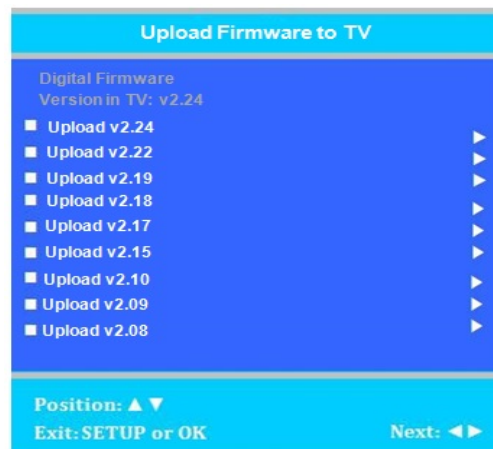 Upload Firmware to TV
Digital Firmware
Version in TV: v2.24
Upload v2.24
Upload v2.22
Upload v2.19
Upload v2.18
Upload v2.17
Upload v2.15
Upload v2.10
Upload v2.09
Upload v2.08
Position: ▲ ▼
Exit: SETUP or OK
Next: ◀▶